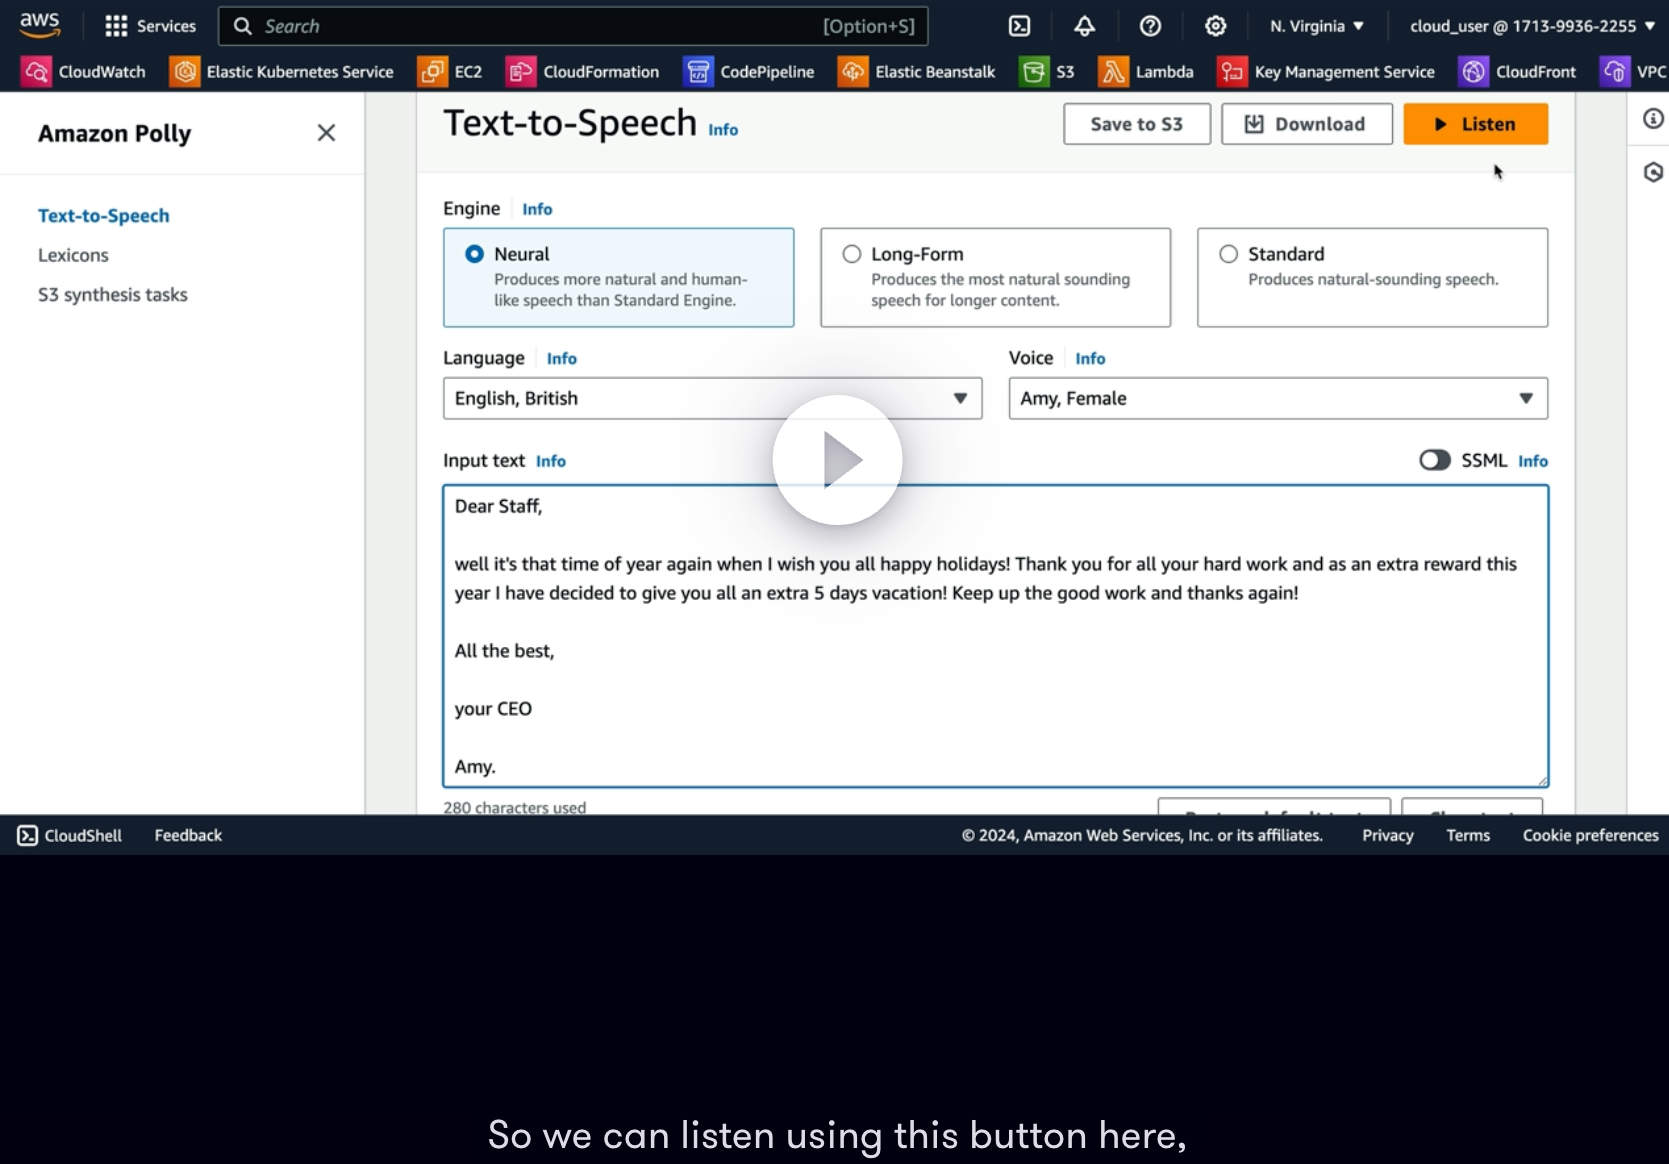 aws
Services
Search
[Option+S]
N. Virginia
cloud_user @ 1713-9936-2255
CloudWatch
Elastic Kubernetes Service
EC2
CloudFormation
CodePipeline
Elastic Beanstalk
S3
Lambda
Key Management Service
CloudFront
VPC
Amazon Polly
Text-to-Speech
Lexicons
S3 synthesis tasks
Text-to-Speech Info
Save to S3
Download
Listen
Engine Info
Neural
Produces more natural and human-
like speech than Standard Engine.
Long-Form
Produces the most natural sounding
speech for longer content.
Standard
Produces natural-sounding speech.
Language Info
English, British
Voice Info
Amy, Female
Input text Info
SSML Info
Dear Staff,
well it's that time of year again when I wish you all happy holidays! Thank you for all your hard work and as an extra reward this
year I have decided to give you all an extra 5 days vacation! Keep up the good work and thanks again!
All the best,
your CEO
Amy.
280 characters used
CloudShell
Feedback
© 2024, Amazon Web Services, Inc. or its affiliates.
Privacy
Terms
Cookie preferences
So we can listen using this button here,